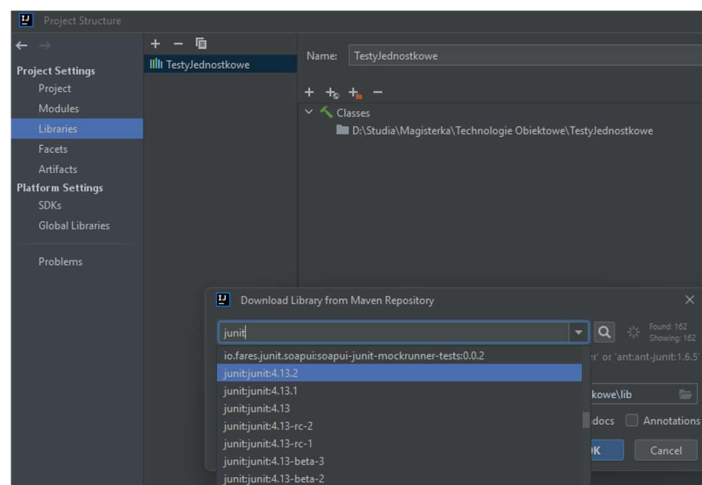 Project Structure
Project Settings
Project
Modules
Libraries
Facets
Artifacts
Platform Settings
SDKs
Global Libraries
Problems
TestyJednostkowe
Name: TestyJednostkowe
Classes
D:\Studia\Magisterka\Technologie Obiektowe\TestyJednostkowe
Download Library from Maven Repository
junit
Found: 162
Showing: 162
io.fares.junit.soapui:soapui-junit-mockrunner-tests:0.0.2
er' or 'ant:ant-junit:1.6.5'
junit:junit:4.13.2
junit:junit:4.13.1
kowe\lib
junit:junit:4.13
junit:junit:4.13-rc-2
docs Annotations
junit:junit:4.13-rc-1
K Cancel
junit:junit:4.13-beta-3
junit:junit:4.13-beta-2